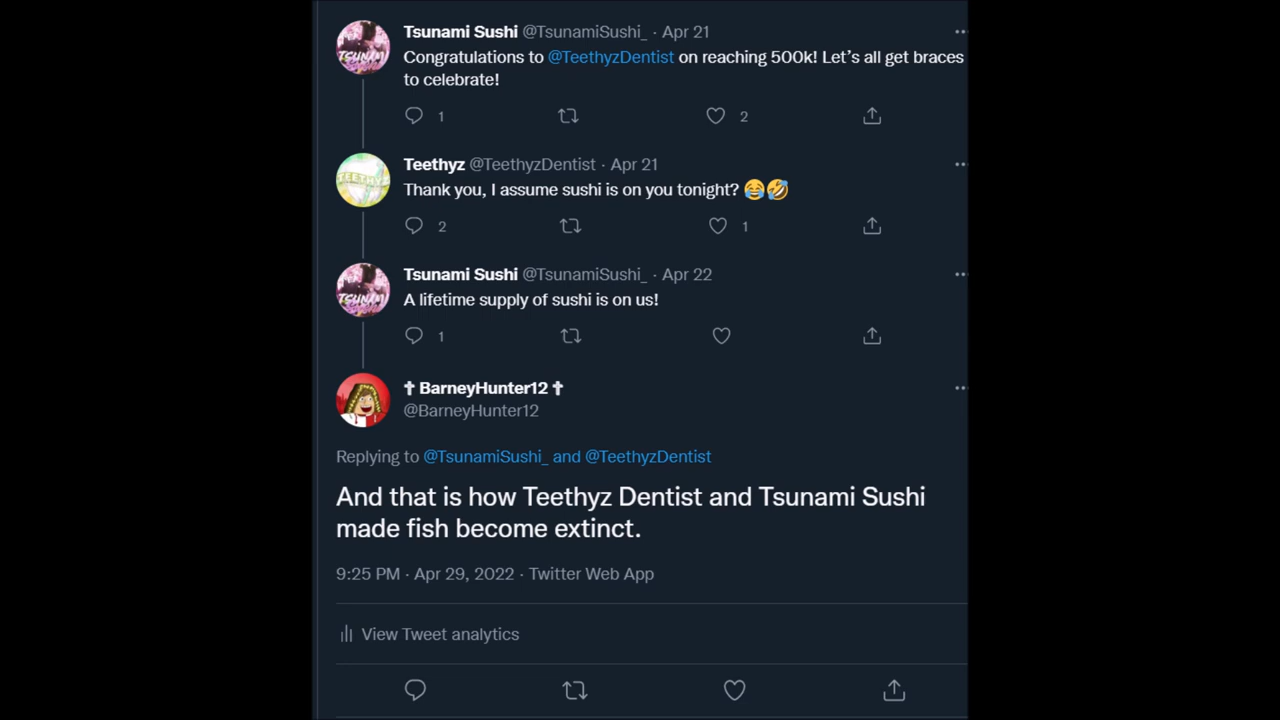 Tsunami Sushi @TsunamiSushi_ · Apr 21
Congratulations to @TeethyzDentist on reaching 500k! Let’s all get braces
to celebrate!
1 2
Teethyz @TeethyzDentist · Apr 21
Thank you, I assume sushi is on you tonight? 😂🤣
2 1
Tsunami Sushi @TsunamiSushi_ · Apr 22
A lifetime supply of sushi is on us!
1
✝ BarneyHunter12 ✝
@BarneyHunter12
Replying to @TsunamiSushi_ and @TeethyzDentist
And that is how Teethyz Dentist and Tsunami Sushi
made fish become extinct.
9:25 PM · Apr 29, 2022 · Twitter Web App
View Tweet analytics